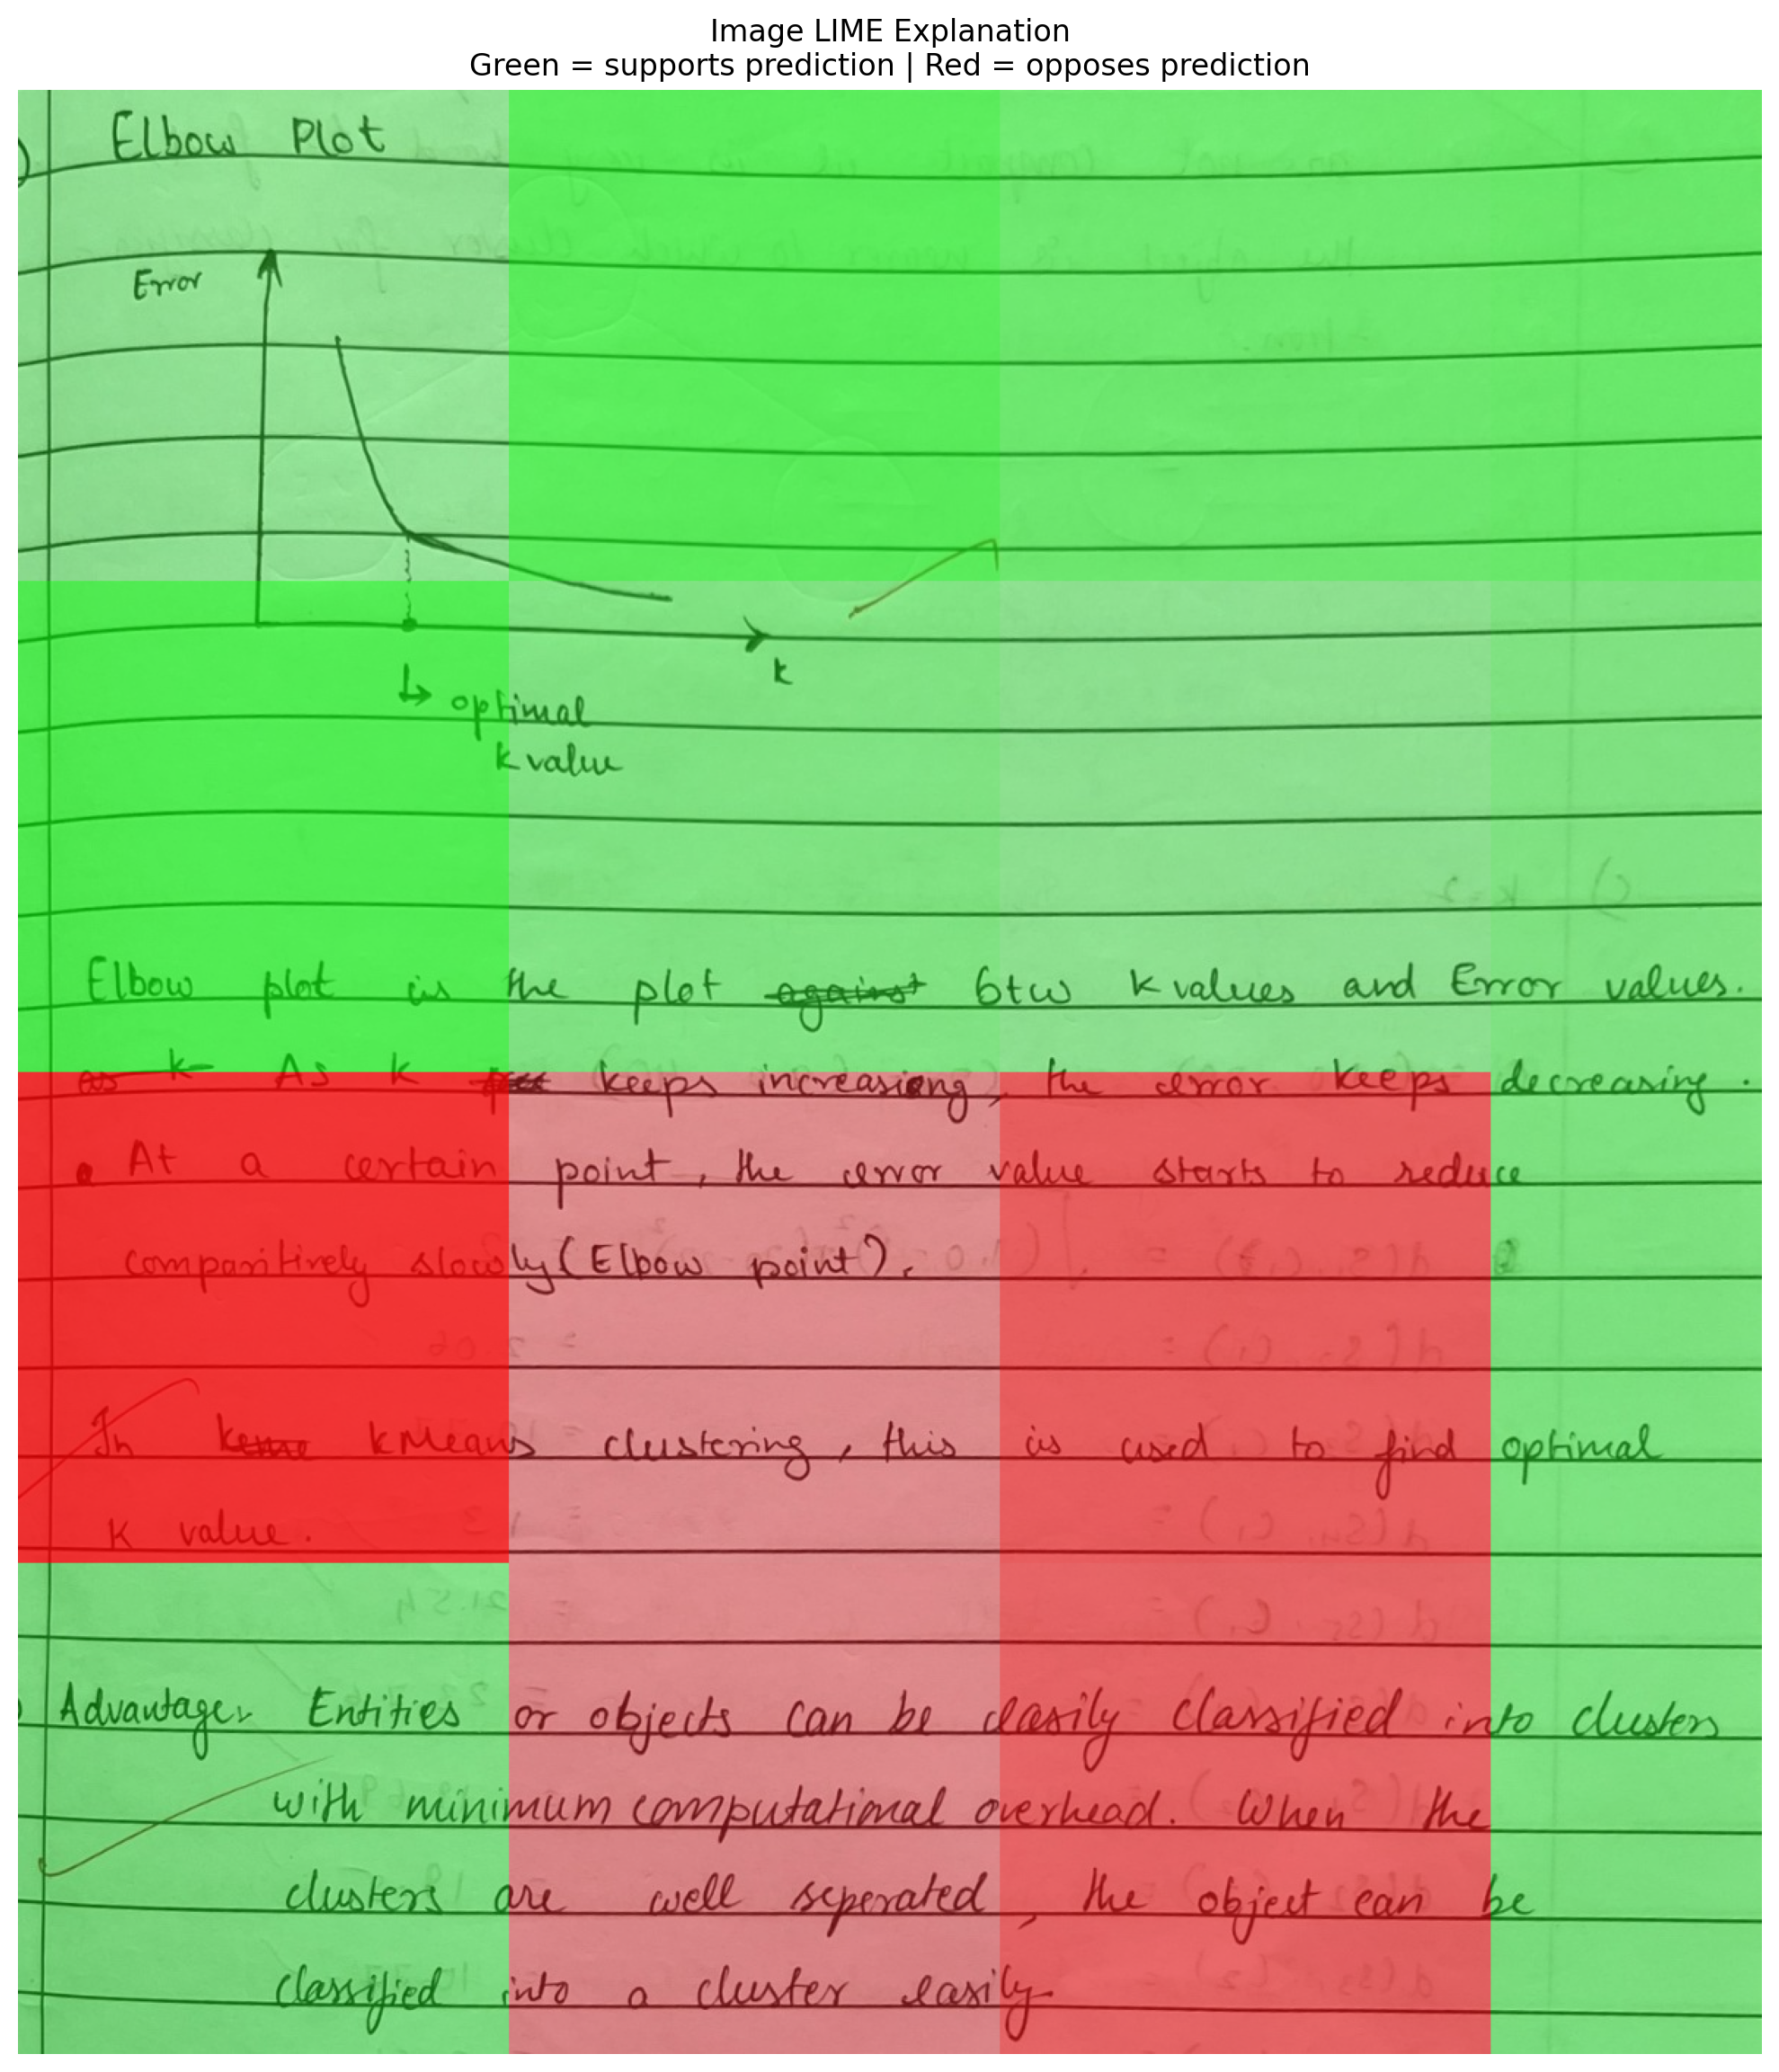 Image LIME Explanation
Green = supports prediction | Red = opposes prediction
) Elbow Plot
Error
k
optimal
k value
Elbow plot is the plot against btw k values and Error values.
as k As k keeps increasing, the error keeps decreasing.
At a certain point, the error value starts to reduce
comparitively slowly (Elbow point).
In kMeans clustering, this is used to find optimal
k value.
Advantage:- Entities or objects can be easily classified into clusters
with minimum computational overhead. When the
clusters are well seperated, the object can be
classified into a cluster easily.